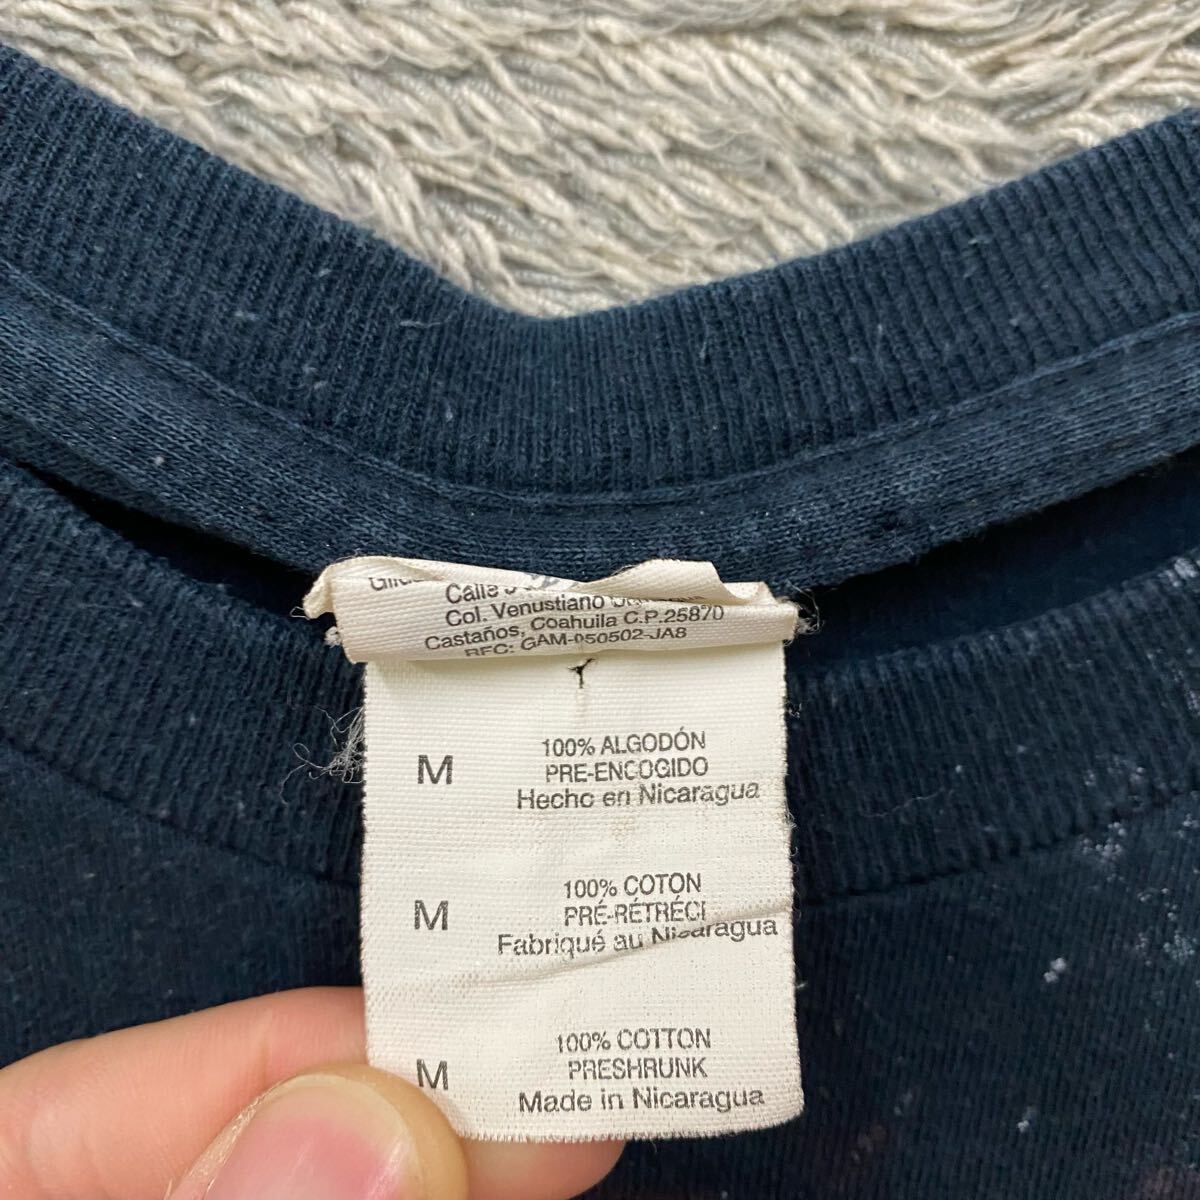 Calle
Col. Venustiano
Castaños, Coahuila C.P.25870
RFC: GAM-050502-JA8
M
100% ALGODÓN
PRE-ENCOGIDO
Hecho en Nicaragua
M
100% COTON
PRÉ-RÉTRÉCI
Fabriqué au Nicaragua
M
100% COTTON
PRESHRUNK
Made in Nicaragua